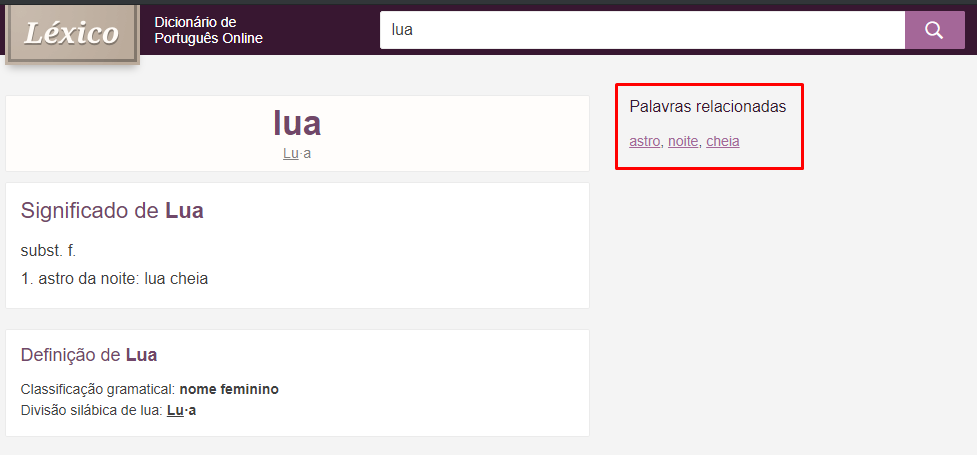 Léxico
Dicionário de
Português Online
lua
lua
Lu·a
Palavras relacionadas
astro, noite, cheia
Significado de Lua
subst. f.
1. astro da noite: lua cheia
Definição de Lua
Classificação gramatical: nome feminino
Divisão silábica de lua: Lu·a